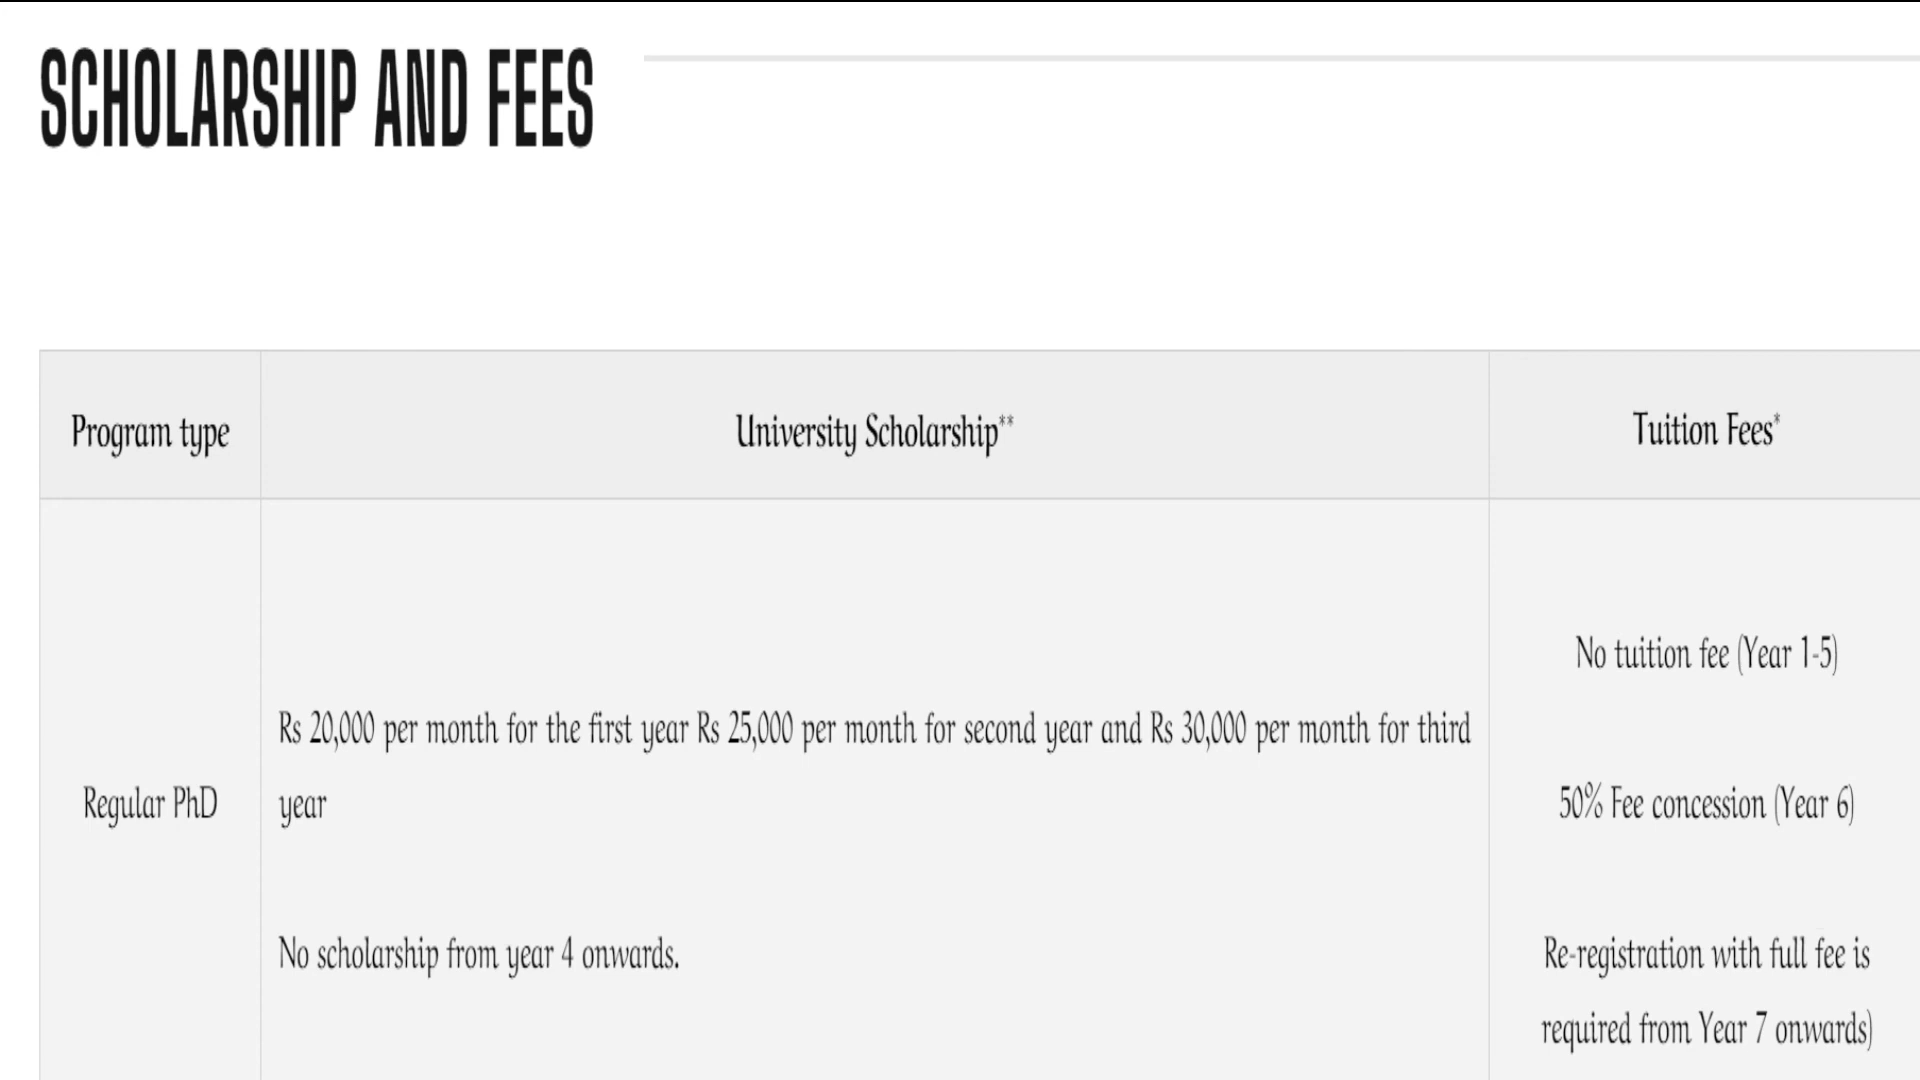 SCHOLARSHIP AND FEES
Program type
University Scholarship**
Tuition Fees*
Regular PhD
Rs 20,000 per month for the first year Rs 25,000 per month for second year and Rs 30,000 per month for third
year
No scholarship from year 4 onwards.
No tuition fee (Year 1-5)
50% Fee concession (Year 6)
Re-registration with full fee is
required from Year 7 onwards)